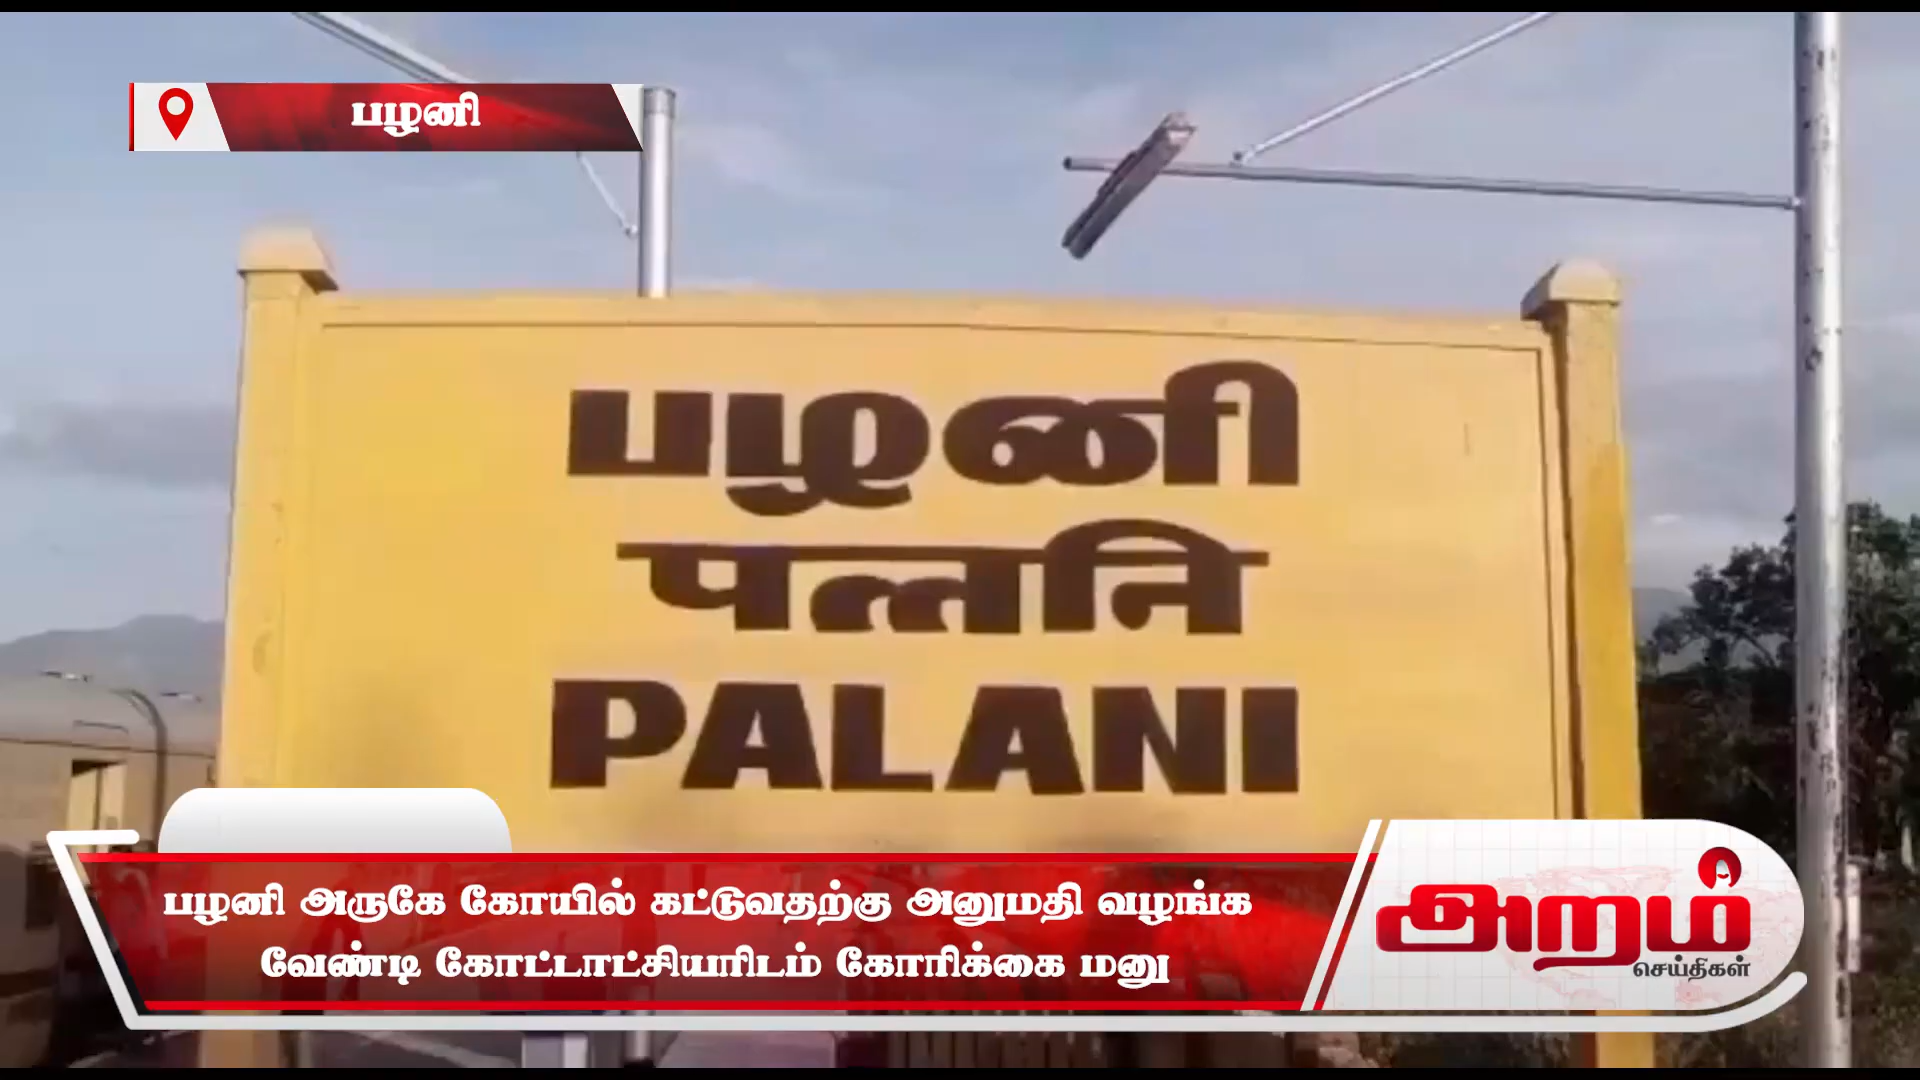 பழனி
பழனி
पलनि
PALANI
பழனி அருகே கோயில் கட்டுவதற்கு அனுமதி வழங்க
வேண்டி கோட்டாட்சியரிடம் கோரிக்கை மனு
அறம்
செய்திகள்